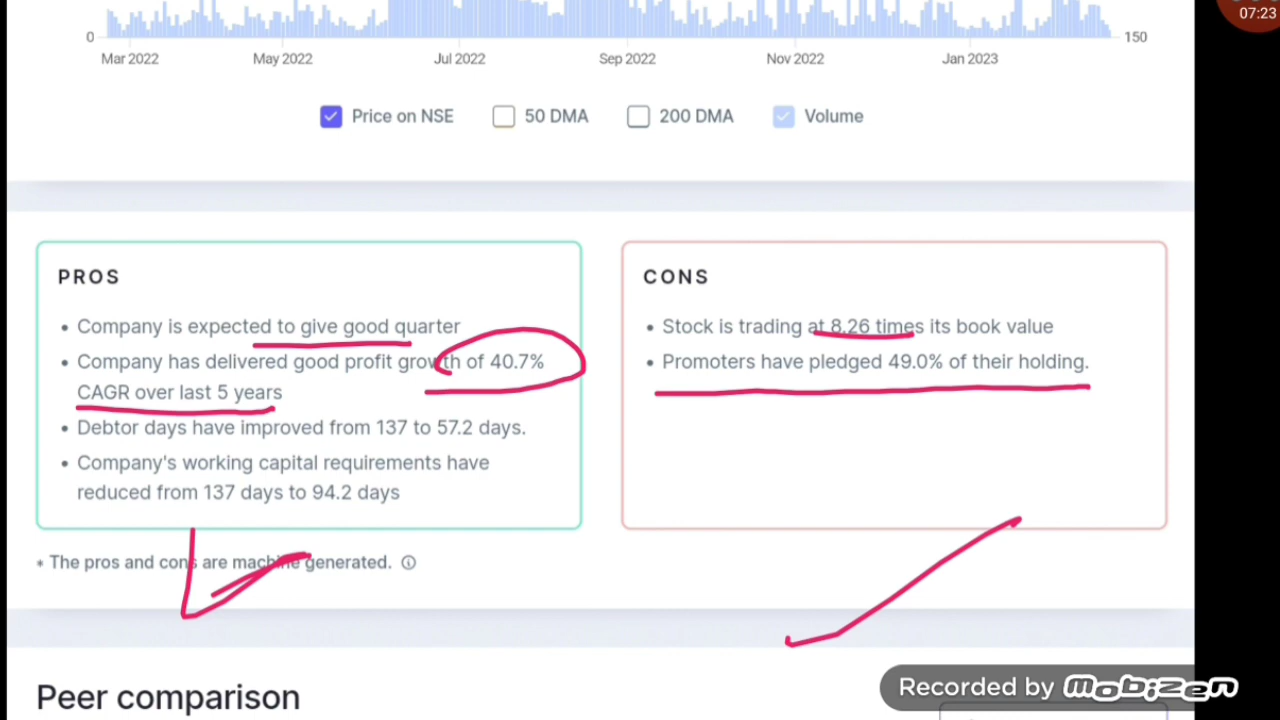 07:23
0
150
Mar 2022 May 2022 Jul 2022 Sep 2022 Nov 2022 Jan 2023
Price on NSE 50 DMA 200 DMA Volume
PROS
• Company is expected to give good quarter
• Company has delivered good profit growth of 40.7%
CAGR over last 5 years
• Debtor days have improved from 137 to 57.2 days.
• Company's working capital requirements have
reduced from 137 days to 94.2 days
CONS
• Stock is trading at 8.26 times its book value
• Promoters have pledged 49.0% of their holding.
* The pros and cons are machine generated.
Peer comparison
Recorded by Mobizen